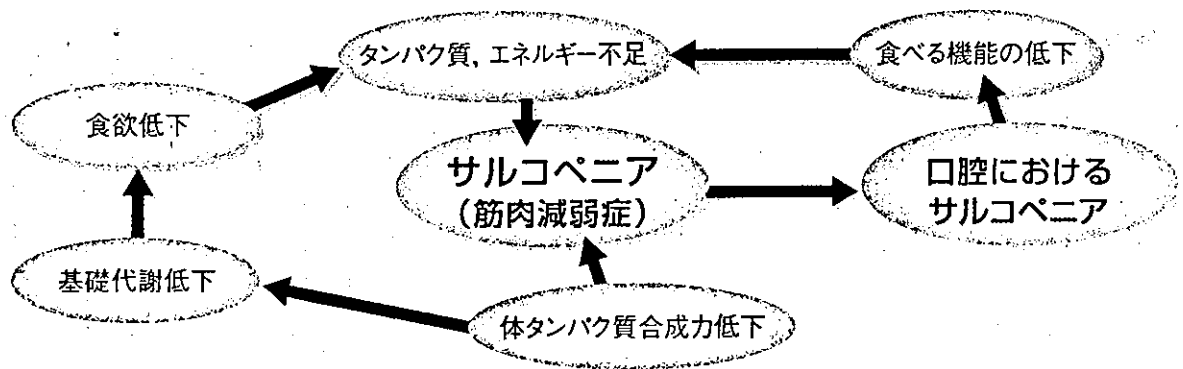 タンパク質，エネルギー不足
食べる機能の低下
食欲低下
サルコペニア
（筋肉減弱症）
口腔における
サルコペニア
基礎代謝低下
体タンパク質合成力低下